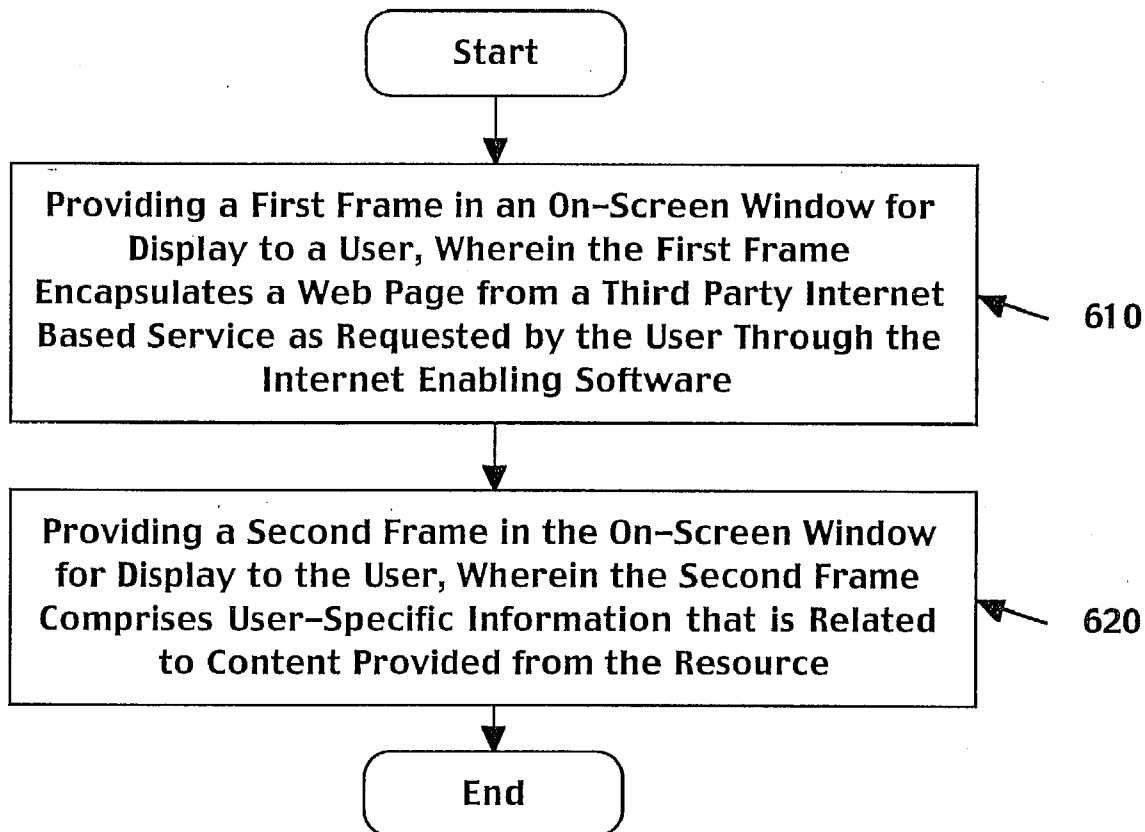 Start
Providing a First Frame in an On-Screen Window for
Display to a User, Wherein the First Frame
Encapsulates a Web Page from a Third Party Internet
Based Service as Requested by the User Through the
Internet Enabling Software
610
Providing a Second Frame in the On-Screen Window
for Display to the User, Wherein the Second Frame
Comprises User-Specific Information that is Related
to Content Provided from the Resource
620
End